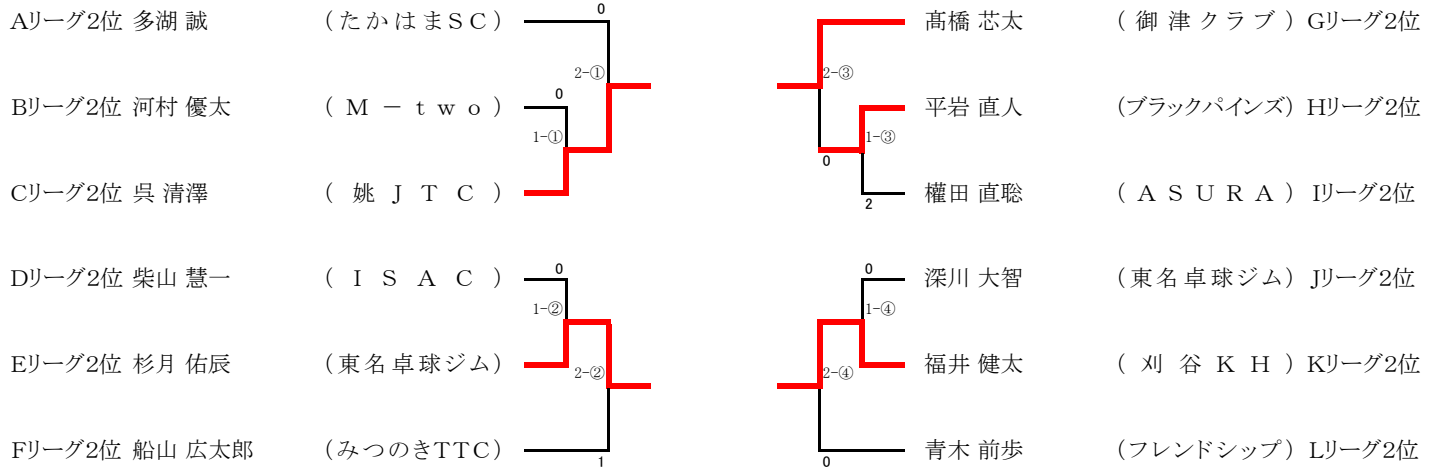 Aリーグ2位 多湖 誠 (たかはまSC) 0 髙橋 芯太 (御津クラブ) Gリーグ2位
2-① 2-③
Bリーグ2位 河村 優太 (M-two) 0 平岩 直人 (ブラックパインズ) Hリーグ2位
1-① 1-③
0
Cリーグ2位 呉 清澤 (姚JTC) 2 權田 直聡 (ASURA) Iリーグ2位
Dリーグ2位 柴山 慧一 (ISAC) 0 0 深川 大智 (東名卓球ジム) Jリーグ2位
1-② 1-④
Eリーグ2位 杉月 佑辰 (東名卓球ジム) 2-② 2-④ 福井 健太 (刈谷KH) Kリーグ2位
Fリーグ2位 船山 広太郎 (みつのきTTC) 1 0 青木 前歩 (フレンドシップ) Lリーグ2位